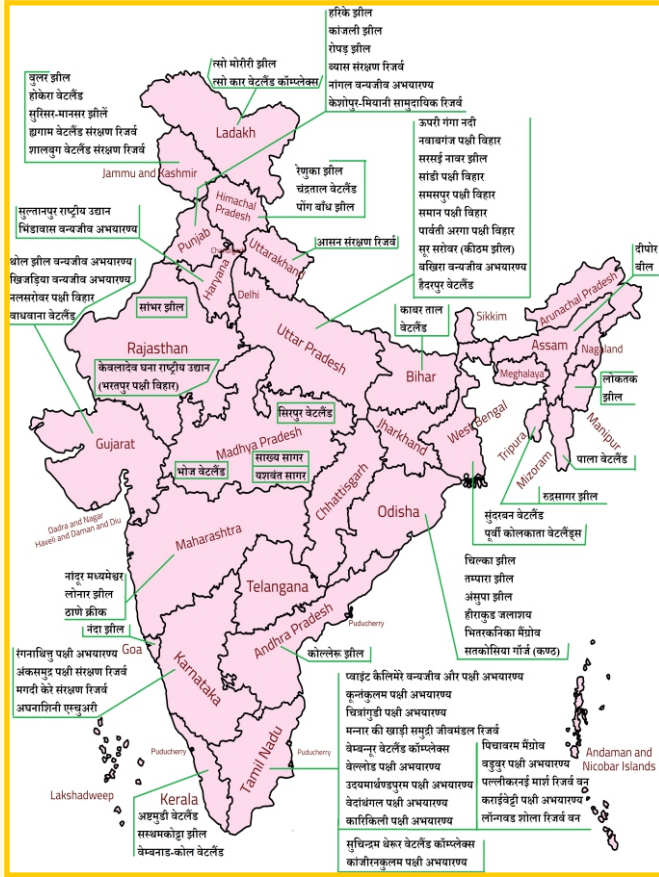 हरिके झील
कांजली झील
रोपड़ झील
ब्यास संरक्षण रिजर्व
नांगल वन्यजीव अभयारण्य
केशोपुर-मियानी सामुदायिक रिजर्व
त्सो मोरीरी झील
त्सो कार वेटलैंड कॉम्प्लेक्स
वुलर झील
होकेरा वेटलैंड
सुरिंसर-मानसर झीलें
ह्यगाम वेटलैंड संरक्षण रिजर्व
शालबुग वेटलैंड संरक्षण रिजर्व
Ladakh
Jammu and Kashmir
ऊपरी गंगा नदी
नवाबगंज पक्षी विहार
सरसई नावर झील
सांडी पक्षी विहार
समसपुर पक्षी विहार
समान पक्षी विहार
पार्वती अरगा पक्षी विहार
सूर सरोवर (कीठम झील)
बखिरा वन्यजीव अभयारण्य
हैदरपुर वेटलैंड
रेणुका झील
चंद्रताल वेटलैंड
पोंग बाँध झील
Himachal
Pradesh
सुल्तानपुर राष्ट्रीय उद्यान
भिंडावास वन्यजीव अभयारण्य
Punjab
Uttarakhand
आसन संरक्षण रिजर्व
Haryana
Delhi
थोल झील वन्यजीव अभयारण्य
खिजड़िया वन्यजीव अभयारण्य
नलसरोवर पक्षी विहार
वाधवाना वेटलैंड
सांभर झील
Rajasthan
केवलादेव घना राष्ट्रीय उद्यान
(भरतपुर पक्षी विहार)
Uttar Pradesh
काबर ताल
वेटलैंड
Bihar
Sikkim
दीपोर
बील
Arunachal Pradesh
Assam
Nagaland
Meghalaya
लोकतक
झील
Manipur
Tripura
Mizoram
पाला वेटलैंड
रुद्रसागर झील
West Bengal
सुंदरबन वेटलैंड
पूर्वी कोलकाता वेटलैंड्स
Jharkhand
Gujarat
सिरपुर वेटलैंड
Madhya Pradesh
भोज वेटलैंड
साख्य सागर
यशवंत सागर
Chhattisgarh
Odisha
चिल्का झील
तम्पारा झील
अंसुपा झील
हीराकुड जलाशय
भितरकनिका मैंग्रोव
सतकोसिया गॉर्ज (कण्ठ)
Dadra and Nagar
Haveli and Daman and Diu
Maharashtra
नांदूर मध्यमेश्वर
लोनार झील
ठाणे क्रीक
Telangana
Andhra Pradesh
Puducherry
कोल्लेरू झील
नंदा झील
Goa
रंगनाथित्तु पक्षी अभयारण्य
अंकसमुद्र पक्षी संरक्षण रिजर्व
मगदी केरे संरक्षण रिजर्व
अघनाशिनी एस्चुअरी
Karnataka
प्वाइंट कैलिमेरे वन्यजीव और पक्षी अभयारण्य
कून्तंकुलम पक्षी अभयारण्य
चित्रांगुडी पक्षी अभयारण्य
मन्नार की खाड़ी समुद्री जीवमंडल रिजर्व
वेम्बन्नूर वेटलैंड कॉम्प्लेक्स
वेल्लोड पक्षी अभयारण्य
उदयमार्थण्डपुरम पक्षी अभयारण्य
वेदांथंगल पक्षी अभयारण्य
कारिकिली पक्षी अभयारण्य
पिचावरम मैंग्रोव
वडुवुर पक्षी अभयारण्य
पल्लीकरनई मार्श रिजर्व वन
कराईवेट्टी पक्षी अभयारण्य
लॉन्गवड शोला रिजर्व वन
सुचिन्द्रम थेरूर वेटलैंड कॉम्प्लेक्स
कांजीरनकुलम पक्षी अभयारण्य
Tamil Nadu
Puducherry
Puducherry
Andaman and
Nicobar Islands
Lakshadweep
Kerala
अष्टमुडी वेटलैंड
सस्थमकोट्टा झील
वेम्बनाड-कोल वेटलैंड